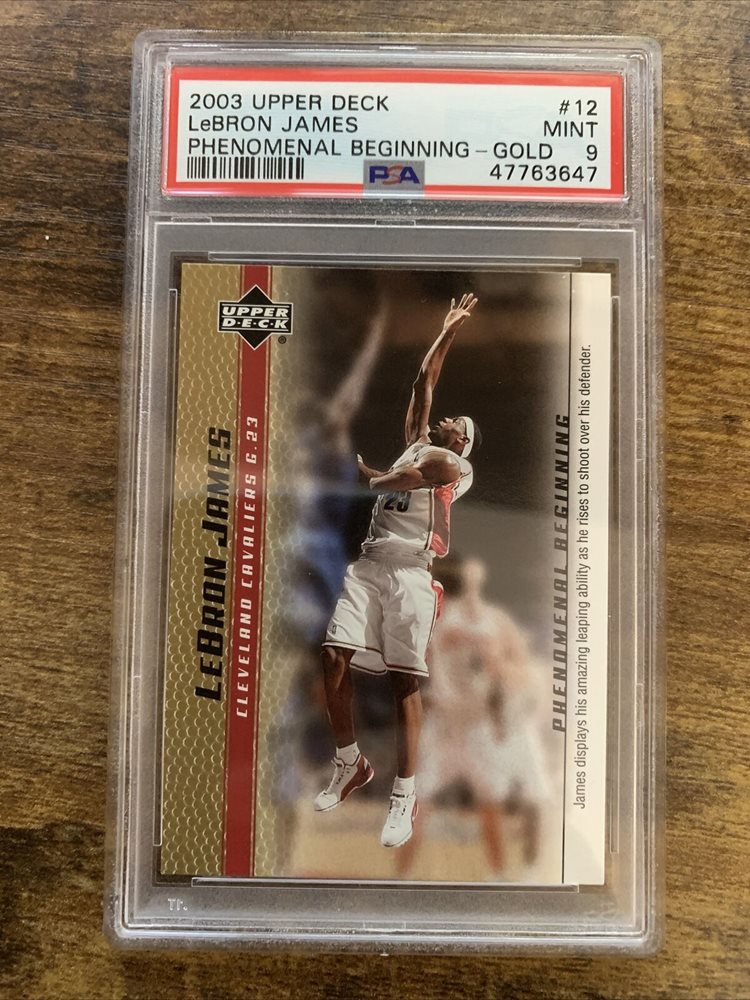 2003 UPPER DECK #12
LeBRON JAMES MINT
PHENOMENAL BEGINNING - GOLD 9
PSA 47763647
UPPER
D·E·C·K
®
LEBRON JAMES
CLEVELAND CAVALIERS G.23
23
PHENOMENAL BEGINNING
James displays his amazing leaping ability as he rises to shoot over his defender.